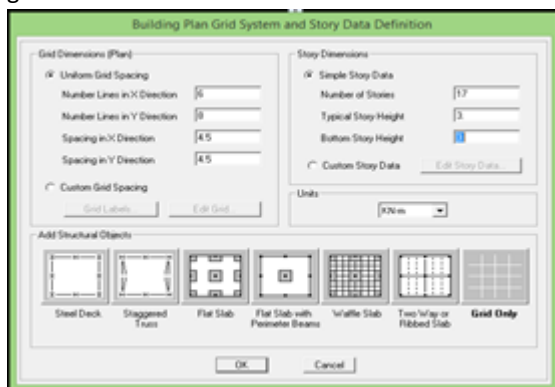 Building Plan Grid System and Story Data Definition
Grid Dimensions (Plan)
Uniform Grid Spacing
Number Lines in X Direction 6
Number Lines in Y Direction 8
Spacing in X Direction 4.5
Spacing in Y Direction 4.5
Custom Grid Spacing
Grid Labels... Edit Grid...
Story Dimensions
Simple Story Data
Number of Stories 17
Typical Story Height 3.
Bottom Story Height
Custom Story Data Edit Story Data...
Units
KN-m
Add Structural Objects
Steel Deck
Staggered Truss
Flat Slab
Flat Slab with Perimeter Beams
Waffle Slab
Two Way or Ribbed Slab
Grid Only
OK Cancel